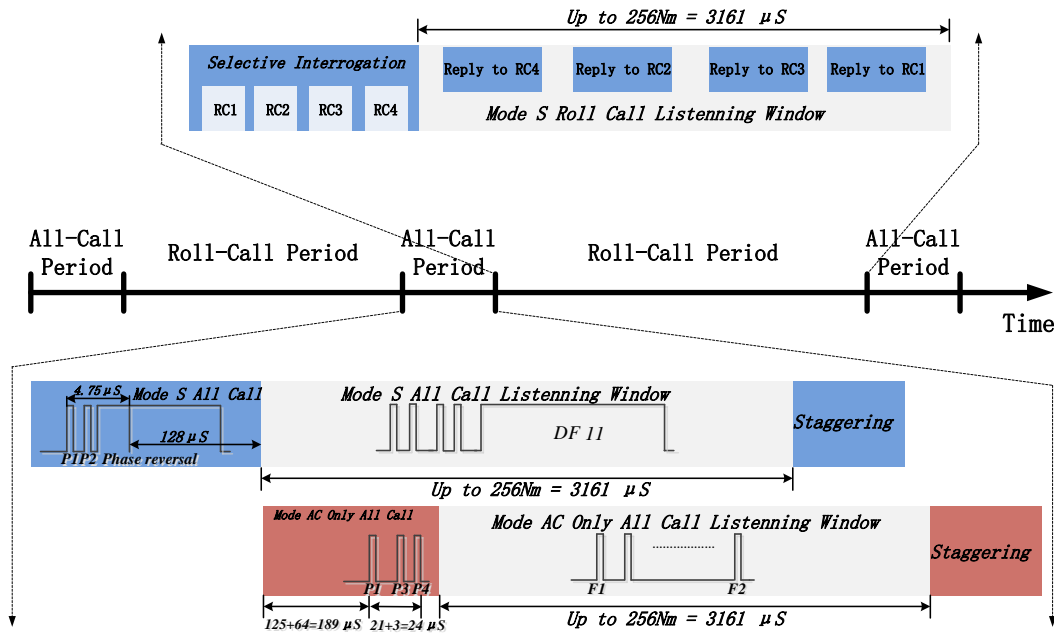 Up to 256Nm = 3161 μS
Selective Interrogation
RC1 RC2 RC3 RC4
Reply to RC4 Reply to RC2 Reply to RC3 Reply to RC1
Mode S Roll Call Listenning Window
All-Call Period
Roll-Call Period
All-Call Period
Roll-Call Period
All-Call Period
Time
4.75μS
Mode S All Call
128μS
P1P2 Phase reversal
Mode S All Call Listenning Window
DF 11
Staggering
Up to 256Nm = 3161 μS
Mode AC Only All Call
P1 P3 P4
125+64=189 μS
21+3=24 μS
Mode AC Only All Call Listenning Window
F1 F2
Staggering
Up to 256Nm = 3161 μS